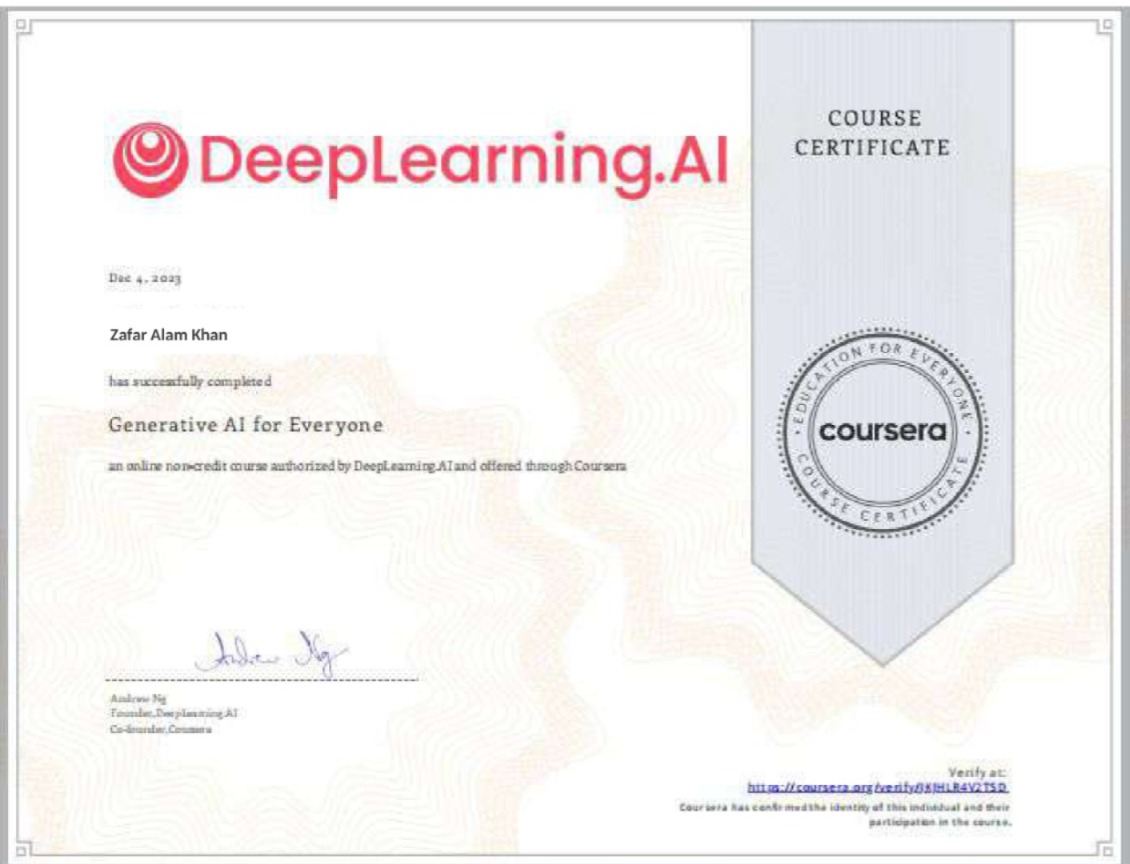 DeepLearning.AI
COURSE
CERTIFICATE
Dec 4, 2023
Zafar Alam Khan
has successfully completed
Generative AI for Everyone
an online non-credit course authorized by DeepLearning.AI and offered through Coursera
EDUCATION FOR EVERYONE
coursera
COURSE CERTIFICATE
Andrew Ng
Andrew Ng
Founder, DeepLearning.AI
Co-founder, Coursera
Verify at:
https://coursera.org/verify/
Coursera has confirmed the identity of this individual and their
participation in the course.